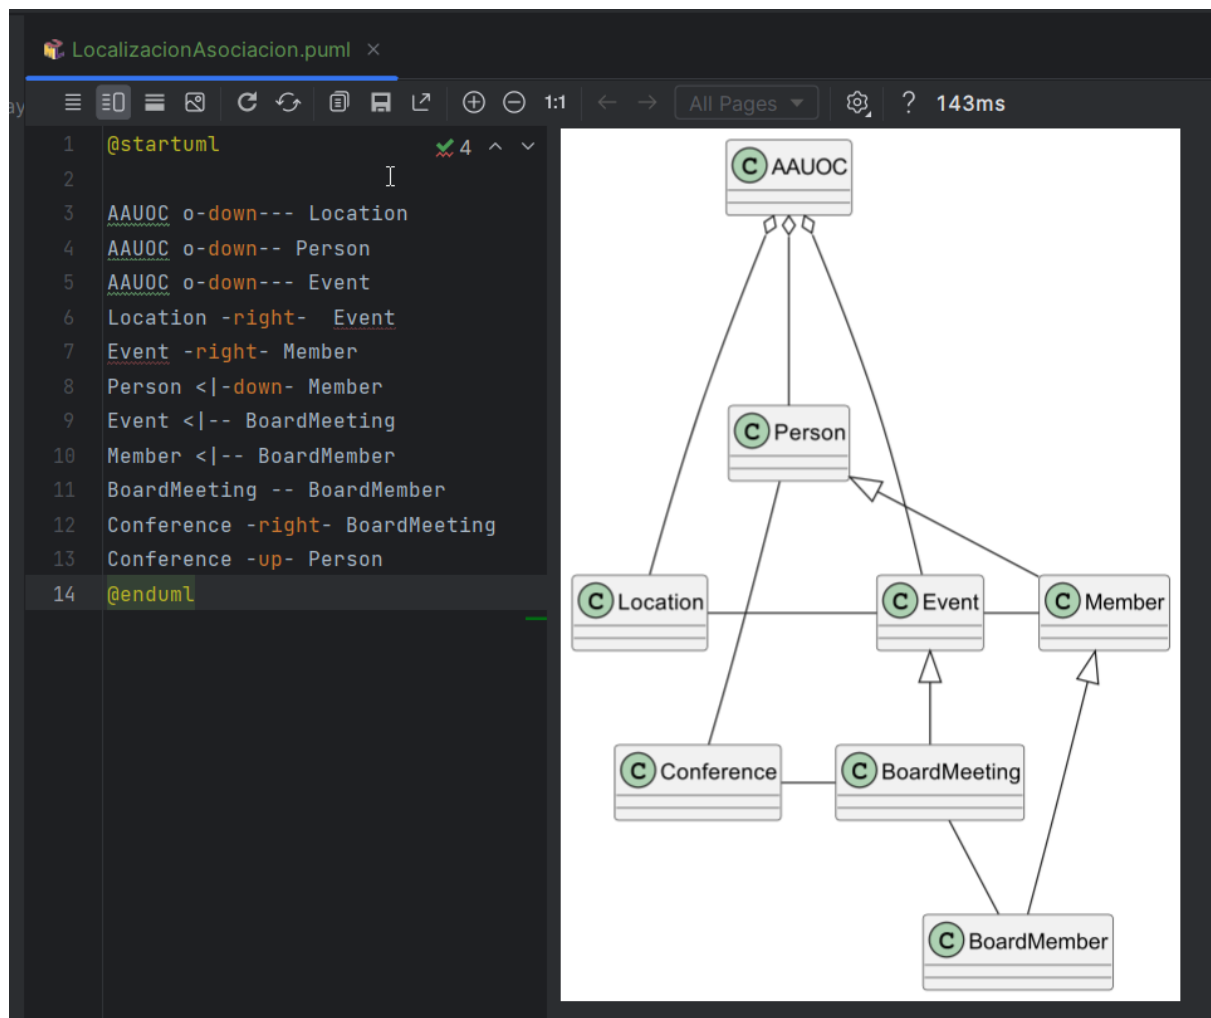 LocalizacionAsociacion.puml
1:1
All Pages
?
143ms
1 @startuml
4
2
3 AAUOC o-down--- Location
4 AAUOC o-down-- Person
5 AAUOC o-down--- Event
6 Location -right-  Event
7 Event -right- Member
8 Person <|-down- Member
9 Event <|-- BoardMeeting
10 Member <|-- BoardMember
11 BoardMeeting -- BoardMember
12 Conference -right- BoardMeeting
13 Conference -up- Person
14 @enduml
C AAUOC
C Person
C Location
C Event
C Member
C Conference
C BoardMeeting
C BoardMember